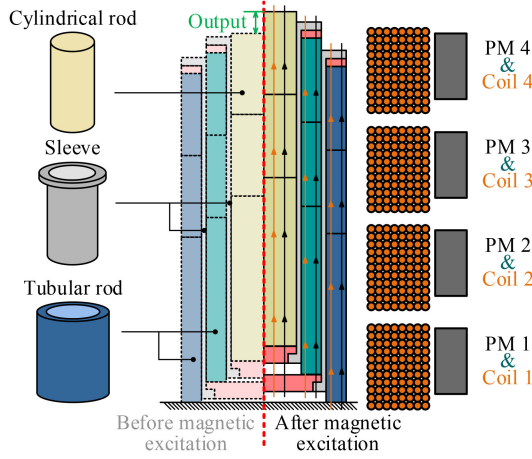 Cylindrical rod
Output
Sleeve
Tubular rod
PM 4
&
Coil 4
PM 3
&
Coil 3
PM 2
&
Coil 2
PM 1
&
Coil 1
Before magnetic
excitation
After magnetic
excitation